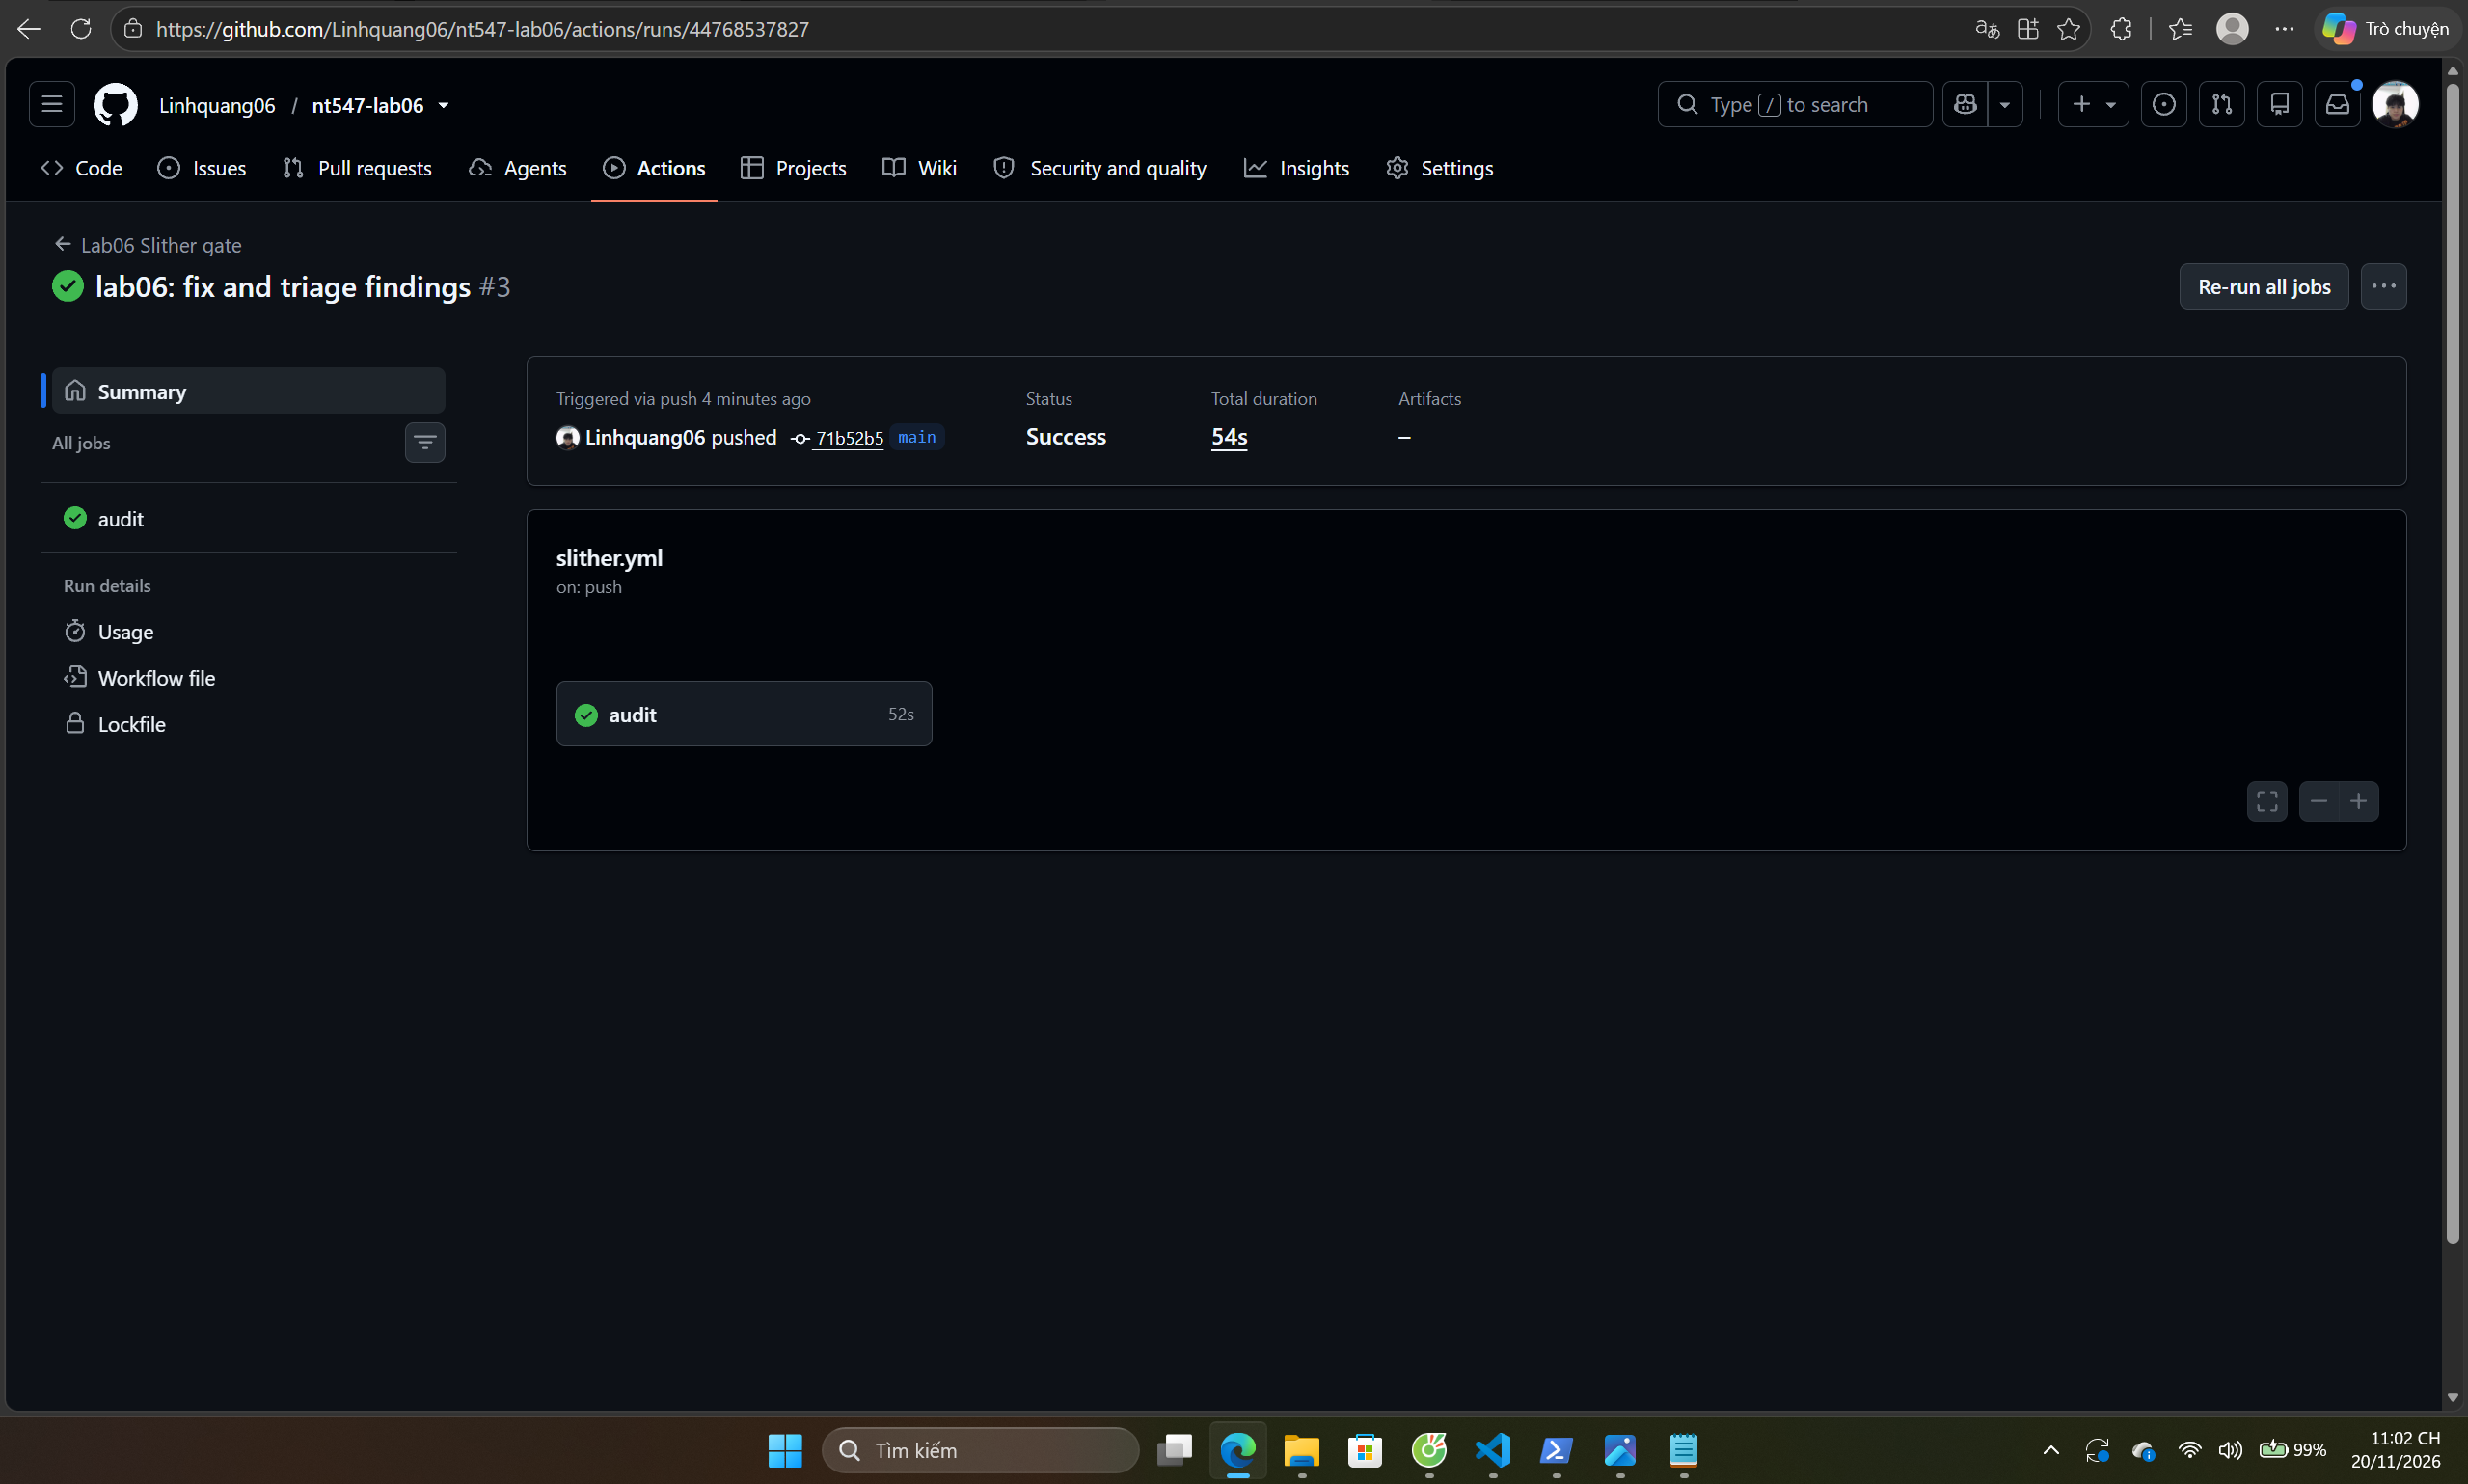 https://github.com/Linhquang06/nt547-lab06/actions/runs/44768537827
Trò chuyện
Linhquang06 / nt547-lab06
Type / to search
Code
Issues
Pull requests
Agents
Actions
Projects
Wiki
Security and quality
Insights
Settings
Lab06 Slither gate
lab06: fix and triage findings #3
Re-run all jobs
Summary
All jobs
audit
Run details
Usage
Workflow file
Lockfile
Triggered via push 4 minutes ago
Linhquang06 pushed 71b52b5 main
Status
Success
Total duration
54s
Artifacts
–
slither.yml
on: push
audit 52s
Tìm kiếm
99%
11:02 CH
20/11/2026